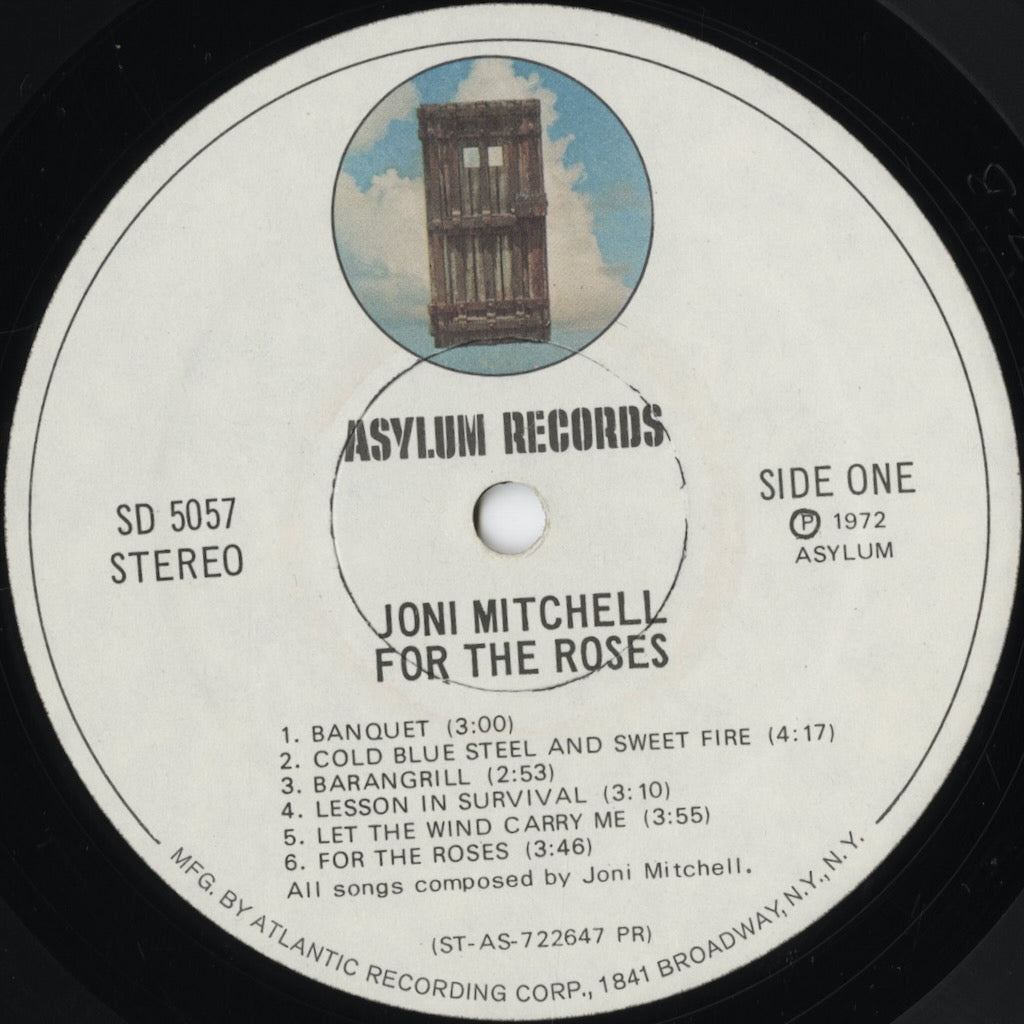 ASYLUM RECORDS
SD 5057
STEREO
SIDE ONE
Ⓟ 1972
ASYLUM
JONI MITCHELL
FOR THE ROSES
1. BANQUET (3:00)
2. COLD BLUE STEEL AND SWEET FIRE (4:17)
3. BARANGRILL (2:53)
4. LESSON IN SURVIVAL (3:10)
5. LET THE WIND CARRY ME (3:55)
6. FOR THE ROSES (3:46)
All songs composed by Joni Mitchell.
(ST-AS-722647 PR)
MFG. BY ATLANTIC RECORDING CORP., 1841 BROADWAY, N.Y., N.Y.